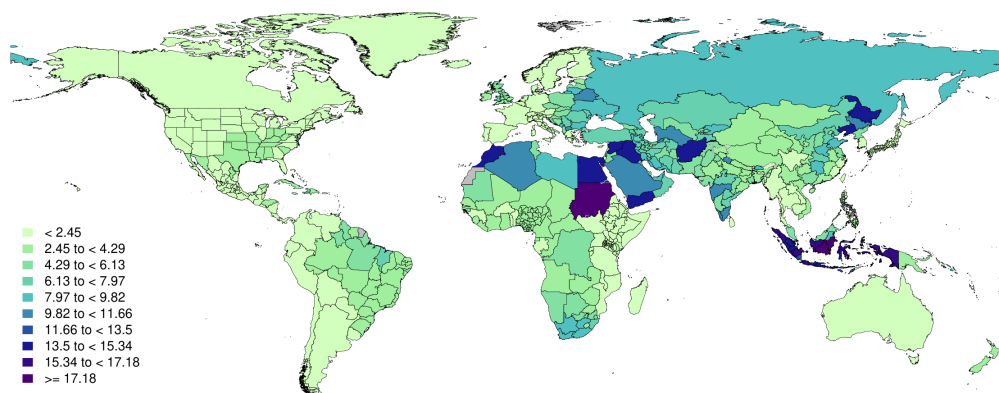 < 2.45
2.45 to < 4.29
4.29 to < 6.13
6.13 to < 7.97
7.97 to < 9.82
9.82 to < 11.66
11.66 to < 13.5
13.5 to < 15.34
15.34 to < 17.18
>= 17.18